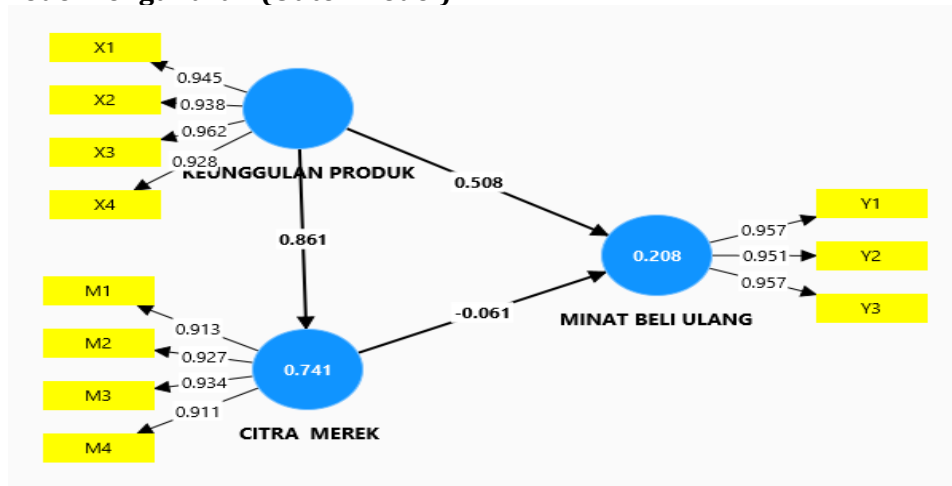 X1
0.945
X2
0.938
X3
0.962
X4
0.928
KEUNGGULAN PRODUK
0.508
0.861
Y1
0.957
0.208
0.951
Y2
0.957
Y3
MINAT BELI ULANG
-0.061
M1
0.913
M2
0.927
M3
0.934
M4
0.911
0.741
CITRA MEREK